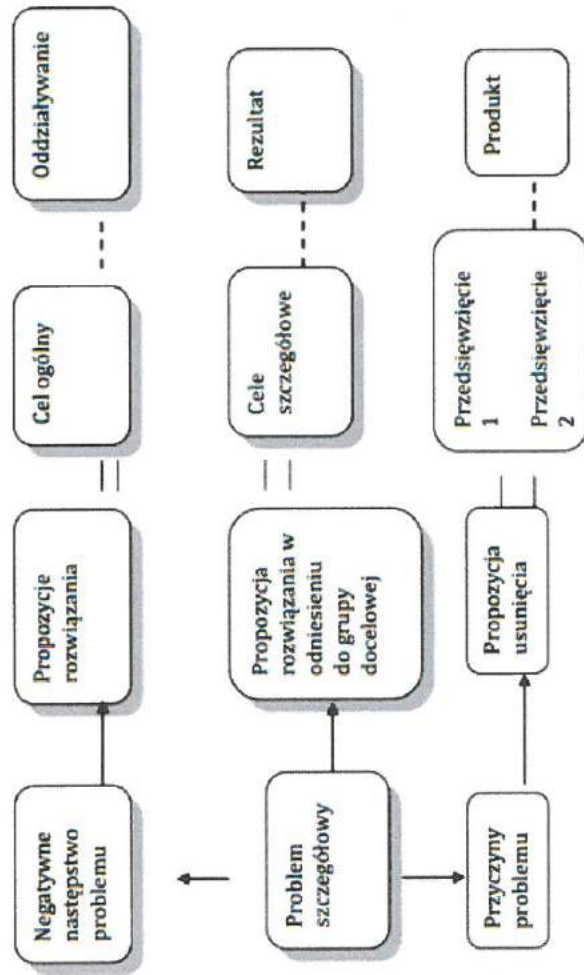 Negatywne
następstwo
problemu
Propozycje
rozwiązania
Cel ogólny
Oddziaływanie
Problem
szczegółowy
Propozycja
rozwiązania w
odniesieniu
do grupy
docelowej
Cele
szczegółowe
Rezultat
Przyczyny
problemu
Propozycja
usunięcia
Przedsięwzięcie
1
Przedsięwzięcie
2
Produkt